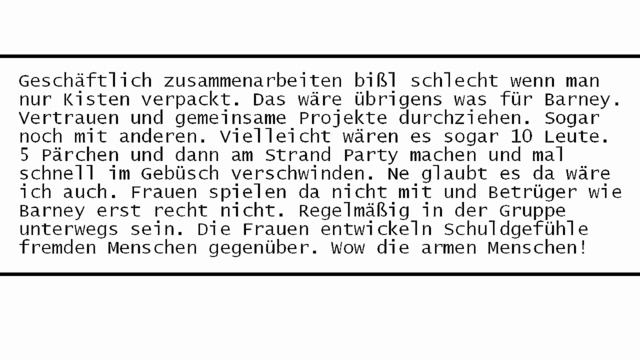 Geschäftlich zusammenarbeiten bißl schlecht wenn man
nur Kisten verpackt. Das wäre übrigens was für Barney.
Vertrauen und gemeinsame Projekte durchziehen. Sogar
noch mit anderen. Vielleicht wären es sogar 10 Leute.
5 Pärchen und dann am Strand Party machen und mal
schnell im Gebüsch verschwinden. Ne glaubt es da wäre
ich auch. Frauen spielen da nicht mit und Betrüger wie
Barney erst recht nicht. Regelmäßig in der Gruppe
unterwegs sein. Die Frauen entwickeln Schuldgefühle
fremden Menschen gegenüber. Wow die armen Menschen!